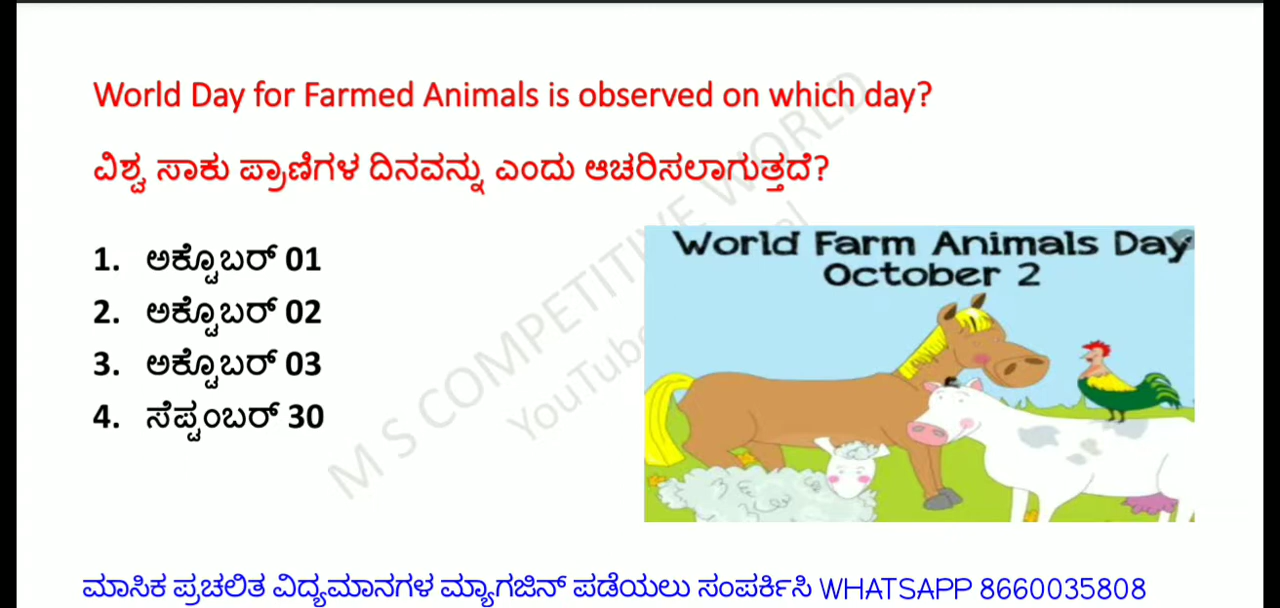 World Day for Farmed Animals is observed on which day?
ವಿಶ್ವ ಸಾಕು ಪ್ರಾಣಿಗಳ ದಿನವನ್ನು ಎಂದು ಆಚರಿಸಲಾಗುತ್ತದೆ?
1. ಅಕ್ಟೊಬರ್ 01
2. ಅಕ್ಟೊಬರ್ 02
3. ಅಕ್ಟೊಬರ್ 03
4. ಸೆಪ್ಟಂಬರ್ 30
World Farm Animals Day
October 2
M S COMPETITIVE WORLD
YouTube
ಮಾಸಿಕ ಪ್ರಚಲಿತ ವಿದ್ಯಮಾನಗಳ ಮ್ಯಾಗಜಿನ್ ಪಡೆಯಲು ಸಂಪರ್ಕಿಸಿ WHATSAPP 8660035808